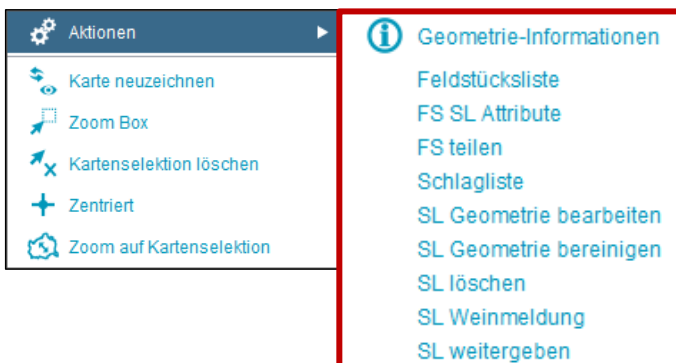 Aktionen
Karte neuzeichnen
Zoom Box
Kartenselektion löschen
Zentriert
Zoom auf Kartenselektion
Geometrie-Informationen
Feldstücksliste
FS SL Attribute
FS teilen
Schlagliste
SL Geometrie bearbeiten
SL Geometrie bereinigen
SL löschen
SL Weinmeldung
SL weitergeben